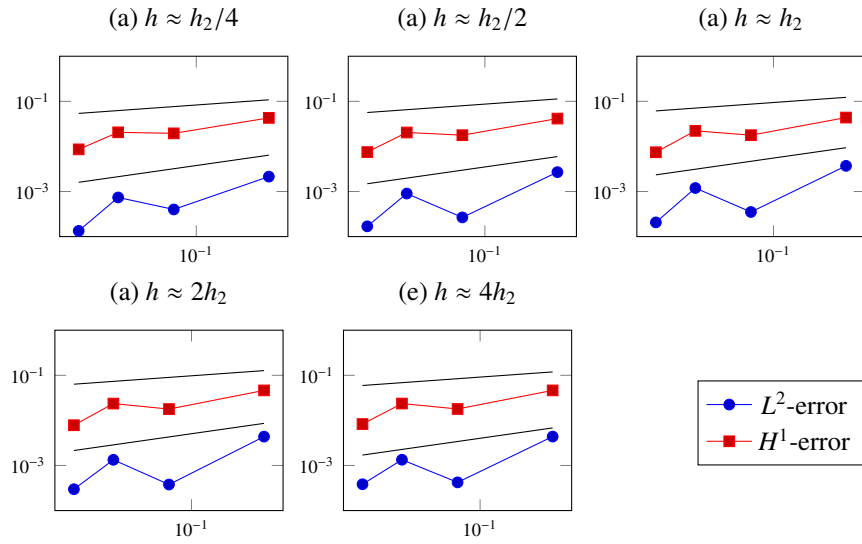 (a) h ≈ h₂/4
(a) h ≈ h₂/2
(a) h ≈ h₂
10⁻¹
10⁻³
10⁻¹
10⁻¹
10⁻¹
10⁻³
10⁻¹
10⁻¹
10⁻³
10⁻¹
(a) h ≈ 2h₂
(e) h ≈ 4h₂
10⁻¹
10⁻³
10⁻¹
10⁻¹
10⁻³
10⁻¹
L²-error
H¹-error